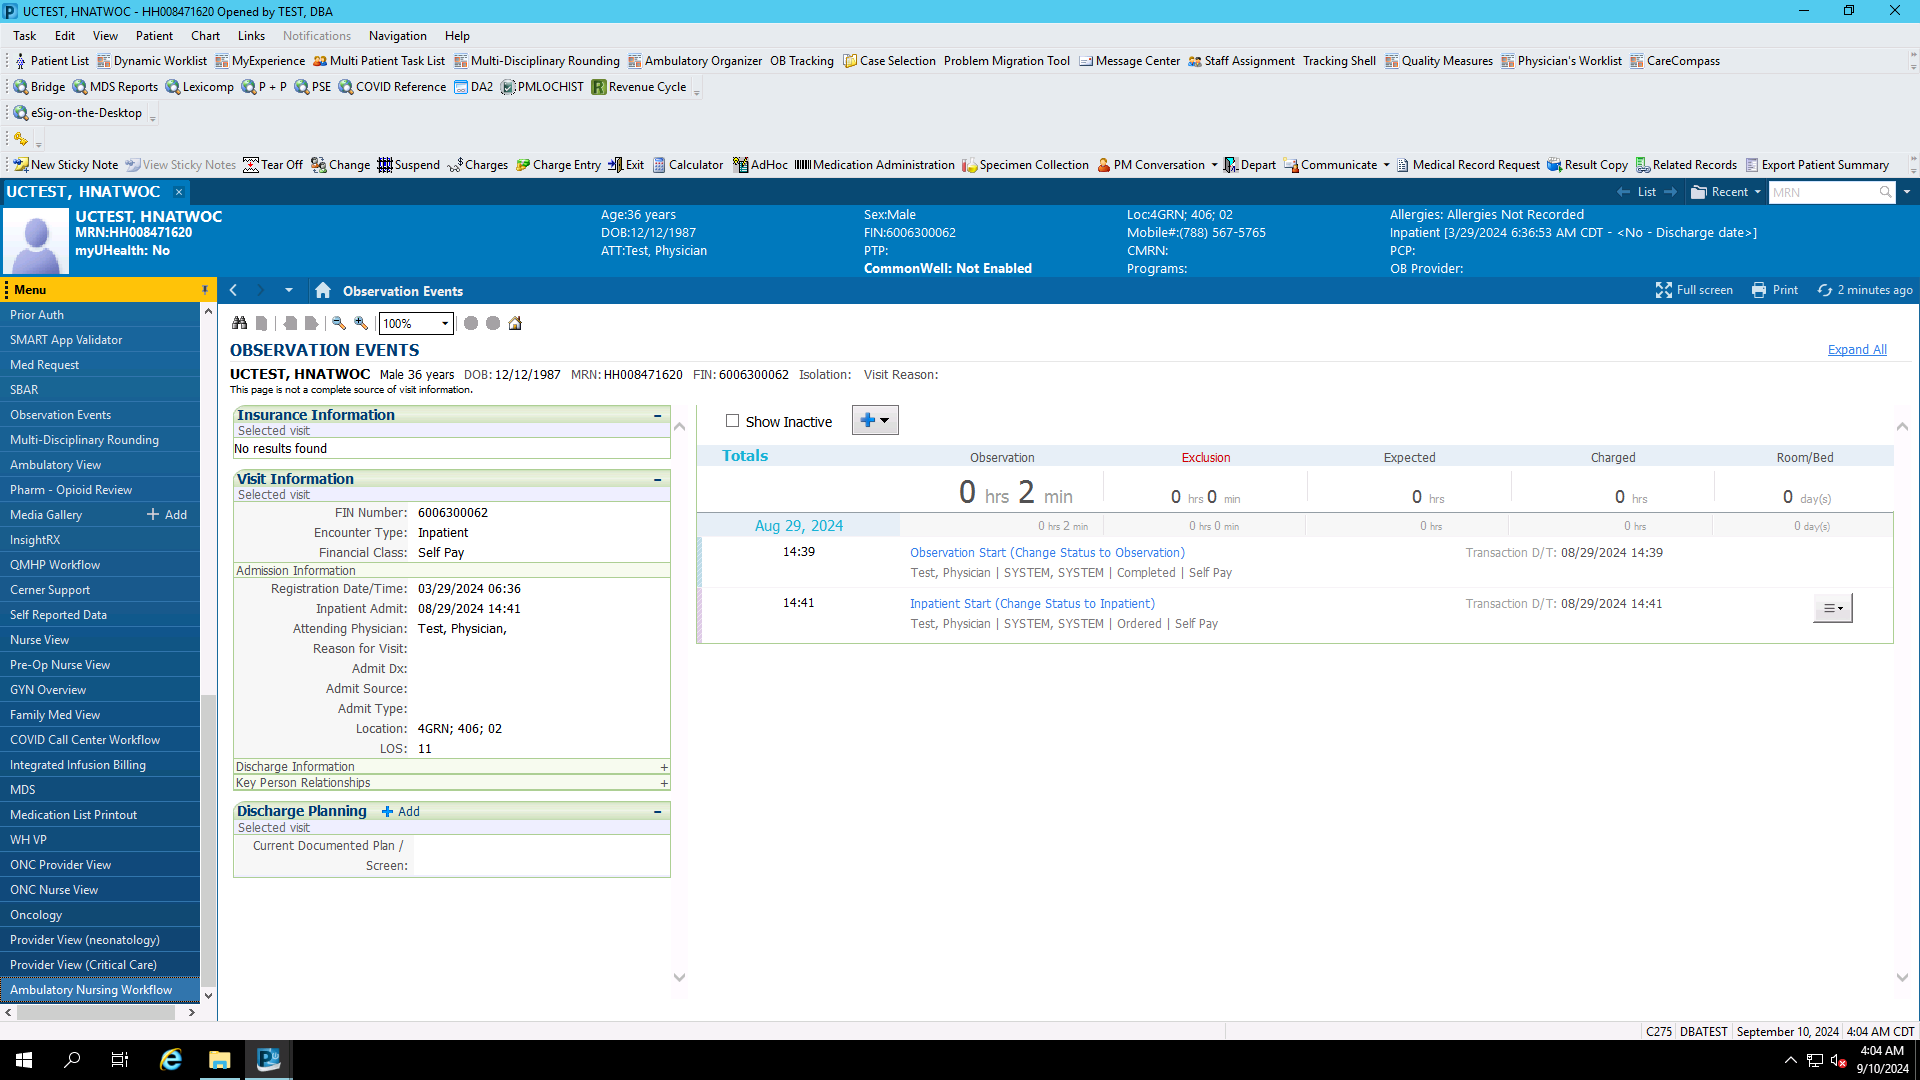 UCTEST, HNATWOC - HH008471620 Opened by TEST, DBA
Task Edit View Patient Chart Links Notifications Navigation Help
Patient List Dynamic Worklist MyExperience Multi Patient Task List Multi-Disciplinary Rounding Ambulatory Organizer OB Tracking Case Selection Problem Migration Tool Message Center Staff Assignment Tracking Shell Quality Measures Physician's Worklist CareCompass
Bridge MDS Reports Lexicomp P + P PSE COVID Reference DA2 PMLOCHIST Revenue Cycle
eSig-on-the-Desktop
New Sticky Note View Sticky Notes Tear Off Change Suspend Charges Charge Entry Exit Calculator AdHoc Medication Administration Specimen Collection PM Conversation Depart Communicate Medical Record Request Result Copy Related Records Export Patient Summary
UCTEST, HNATWOC List Recent MRN
UCTEST, HNATWOC Age:36 years Sex:Male Loc:4GRN; 406; 02 Allergies: Allergies Not Recorded
MRN:HH008471620 DOB:12/12/1987 FIN:6006300062 Mobile#:(788) 567-5765 Inpatient [3/29/2024 6:36:53 AM CDT - <No - Discharge date>]
myUHealth: No ATT:Test, Physician PTP: CMRN: PCP:
CommonWell: Not Enabled Programs: OB Provider:
Menu Observation Events Full screen Print 2 minutes ago
Prior Auth
SMART App Validator
Med Request
SBAR
Observation Events
Multi-Disciplinary Rounding
Ambulatory View
Pharm - Opioid Review
Media Gallery + Add
InsightRX
QMHP Workflow
Cerner Support
Self Reported Data
Nurse View
Pre-Op Nurse View
GYN Overview
Family Med View
COVID Call Center Workflow
Integrated Infusion Billing
MDS
Medication List Printout
WH VP
ONC Provider View
ONC Nurse View
Oncology
Provider View (neonatology)
Provider View (Critical Care)
Ambulatory Nursing Workflow
100%
OBSERVATION EVENTS Expand All
UCTEST, HNATWOC Male 36 years DOB: 12/12/1987 MRN: HH008471620 FIN: 6006300062 Isolation: Visit Reason:
This page is not a complete source of visit information.
Insurance Information
Selected visit
No results found
Visit Information
Selected visit
FIN Number: 6006300062
Encounter Type: Inpatient
Financial Class: Self Pay
Admission Information
Registration Date/Time: 03/29/2024 06:36
Inpatient Admit: 08/29/2024 14:41
Attending Physician: Test, Physician,
Reason for Visit:
Admit Dx:
Admit Source:
Admit Type:
Location: 4GRN; 406; 02
LOS: 11
Discharge Information +
Key Person Relationships +
Discharge Planning + Add
Selected visit
Current Documented Plan / Screen:
Show Inactive
Totals Observation Exclusion Expected Charged Room/Bed
0 hrs 2 min 0 hrs 0 min 0 hrs 0 hrs 0 day(s)
Aug 29, 2024 0 hrs 2 min 0 hrs 0 min 0 hrs 0 hrs 0 day(s)
14:39 Observation Start (Change Status to Observation) Transaction D/T: 08/29/2024 14:39
Test, Physician | SYSTEM, SYSTEM | Completed | Self Pay
14:41 Inpatient Start (Change Status to Inpatient) Transaction D/T: 08/29/2024 14:41
Test, Physician | SYSTEM, SYSTEM | Ordered | Self Pay
C275 DBATEST September 10, 2024 4:04 AM CDT
4:04 AM
9/10/2024